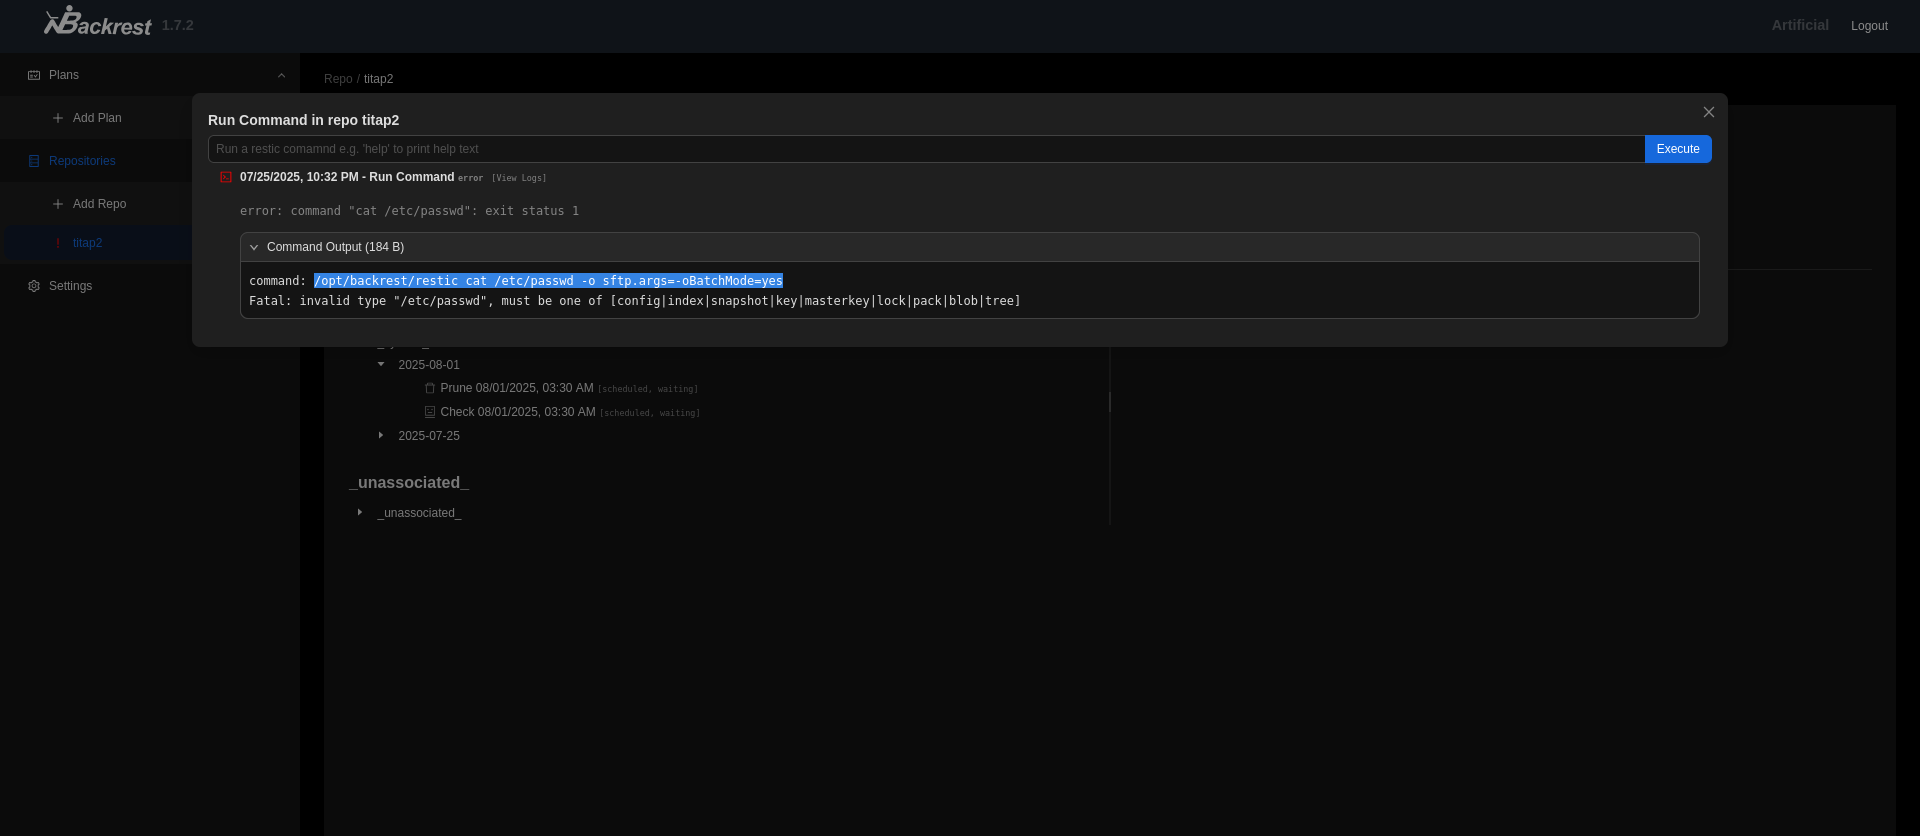 Backrest 1.7.2
Artificial
Logout
Plans
Add Plan
Repositories
Add Repo
titap2
Settings
Repo / titap2
Run Command in repo titap2
Run a restic comamnd e.g. 'help' to print help text
Execute
07/25/2025, 10:32 PM - Run Command error [View Logs]
error: command "cat /etc/passwd": exit status 1
Command Output (184 B)
command: /opt/backrest/restic cat /etc/passwd -o sftp.args=-oBatchMode=yes
Fatal: invalid type "/etc/passwd", must be one of [config|index|snapshot|key|masterkey|lock|pack|blob|tree]
2025-08-01
Prune 08/01/2025, 03:30 AM [scheduled, waiting]
Check 08/01/2025, 03:30 AM [scheduled, waiting]
2025-07-25
_unassociated_
_unassociated_